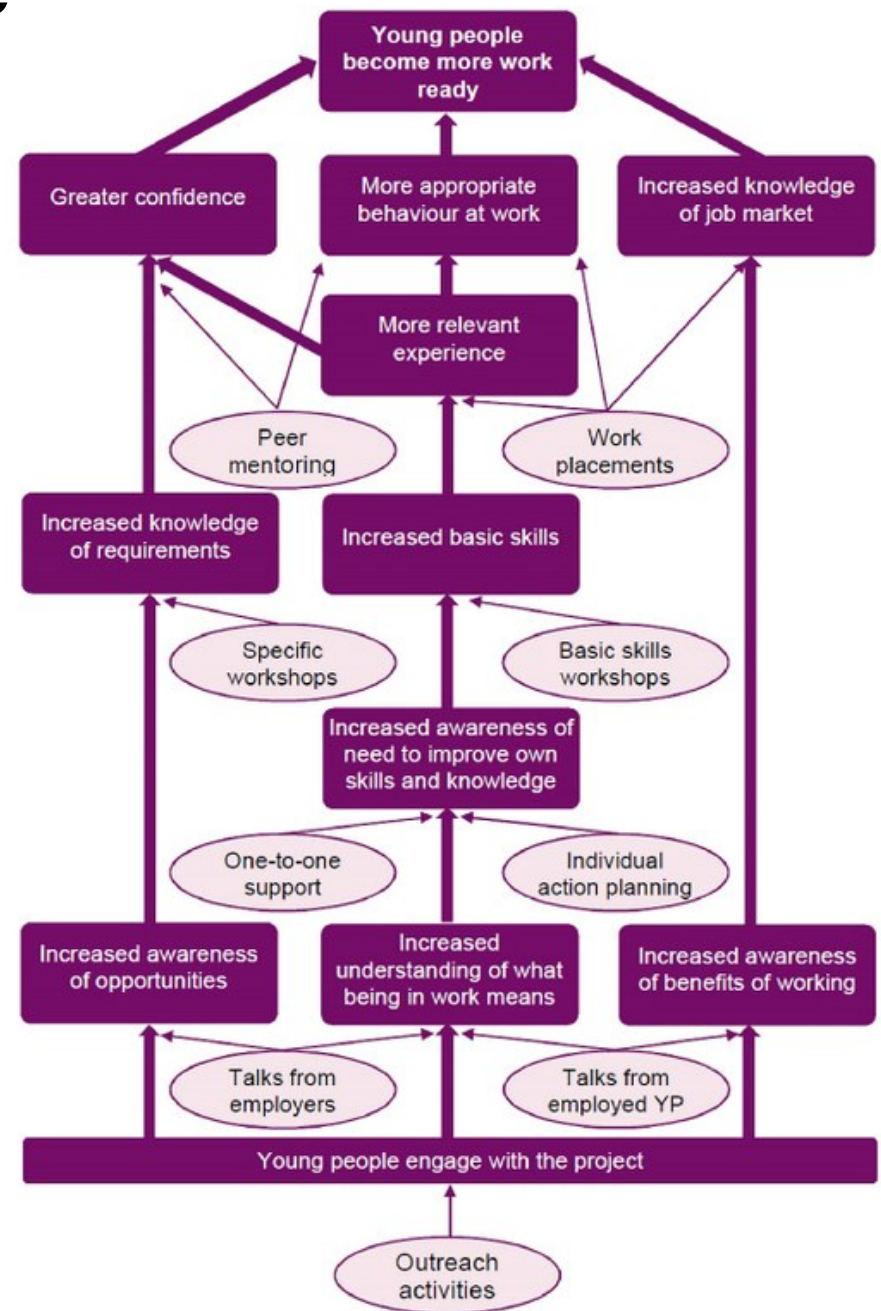 Young people
become more work
ready
Greater confidence
More appropriate
behaviour at work
Increased knowledge
of job market
More relevant
experience
Peer
mentoring
Work
placements
Increased knowledge
of requirements
Increased basic skills
Specific
workshops
Basic skills
workshops
Increased awareness of
need to improve own
skills and knowledge
One-to-one
support
Individual
action planning
Increased awareness
of opportunities
Increased
understanding of what
being in work means
Increased awareness
of benefits of working
Talks from
employers
Talks from
employed YP
Young people engage with the project
Outreach
activities